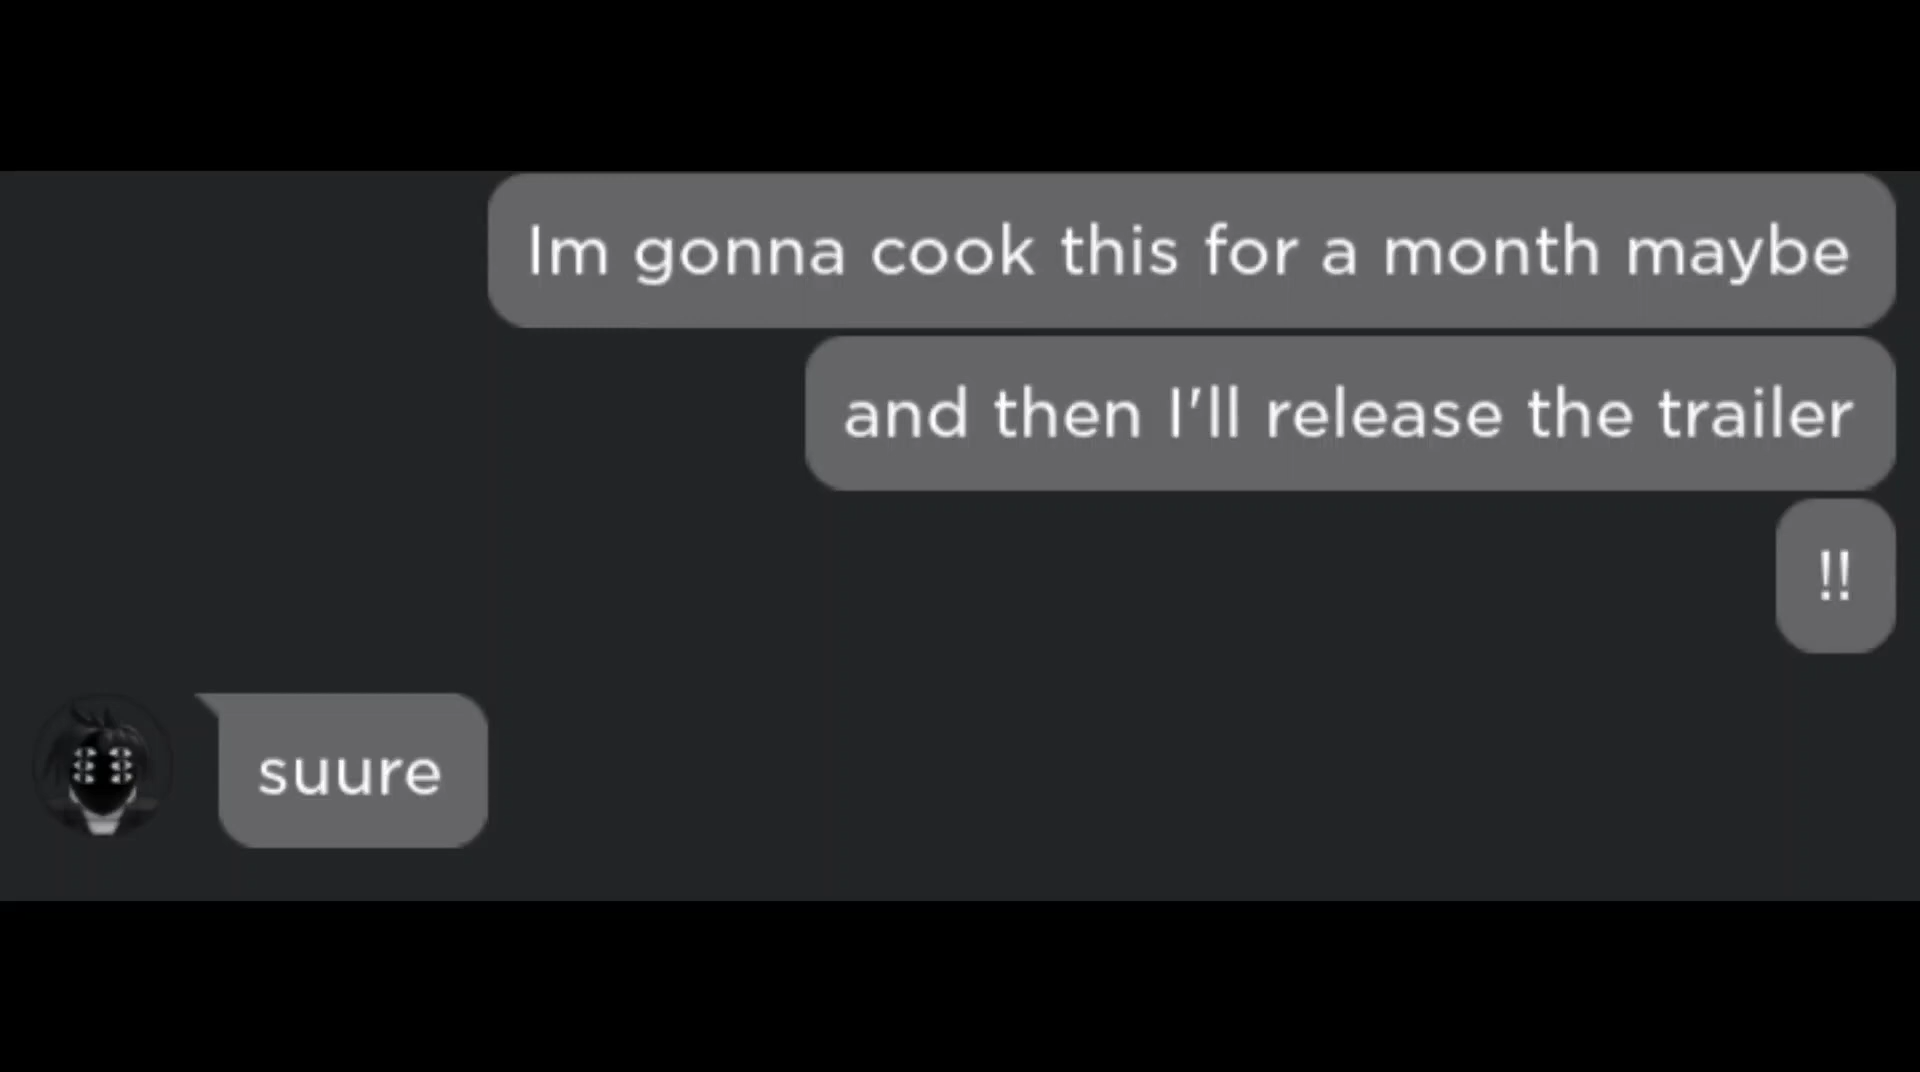 Im gonna cook this for a month maybe
and then I'll release the trailer
!!
suure